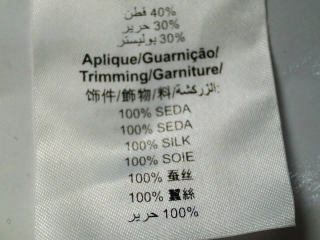 40% قطن
30% حرير
30% بوليستر
Aplique/Guarnição/
Trimming/Garniture/
饰件/飾物/料/الزركشة:
100% SEDA
100% SEDA
100% SILK
100% SOIE
100% 蚕丝
100% 蠶絲
100% حرير